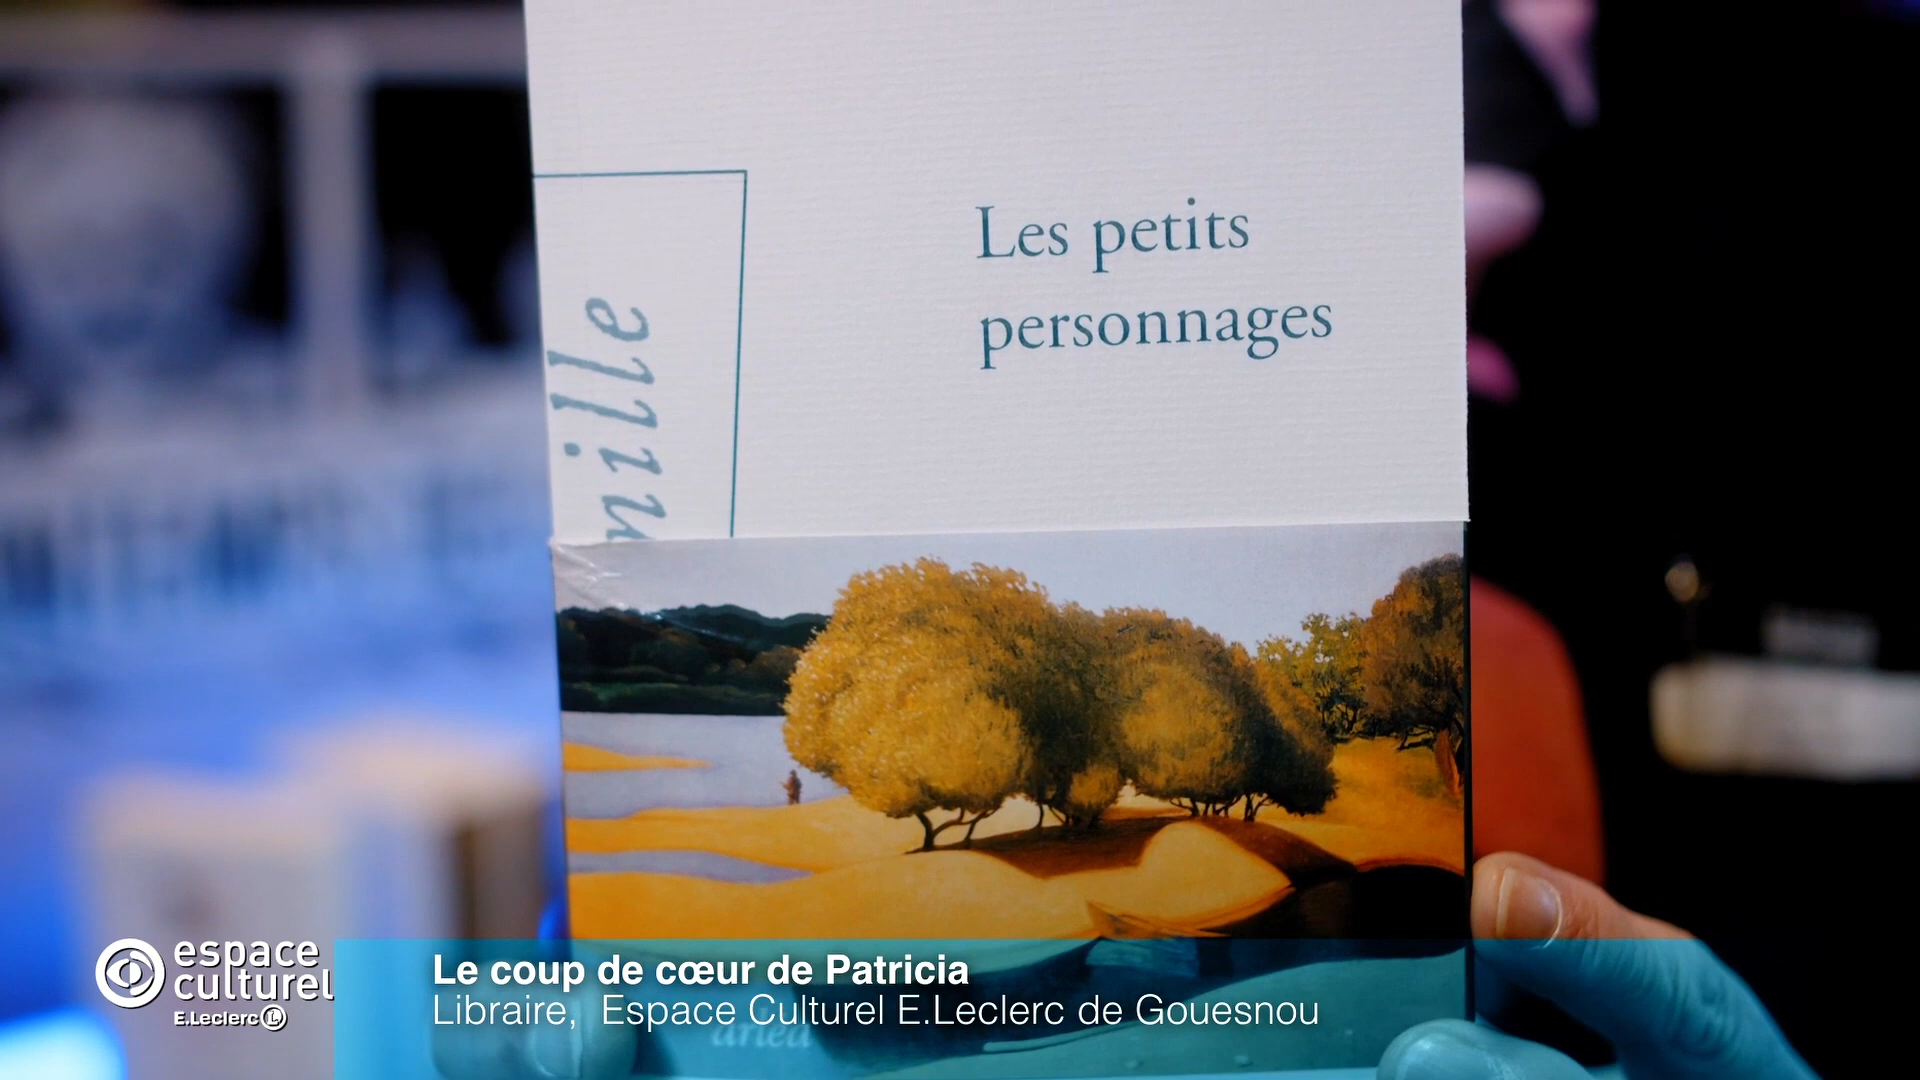 Les petits
personnages
mille
espace
culturel
E.Leclerc L
Le coup de cœur de Patricia
Libraire, Espace Culturel E.Leclerc de Gouesnou
arléa